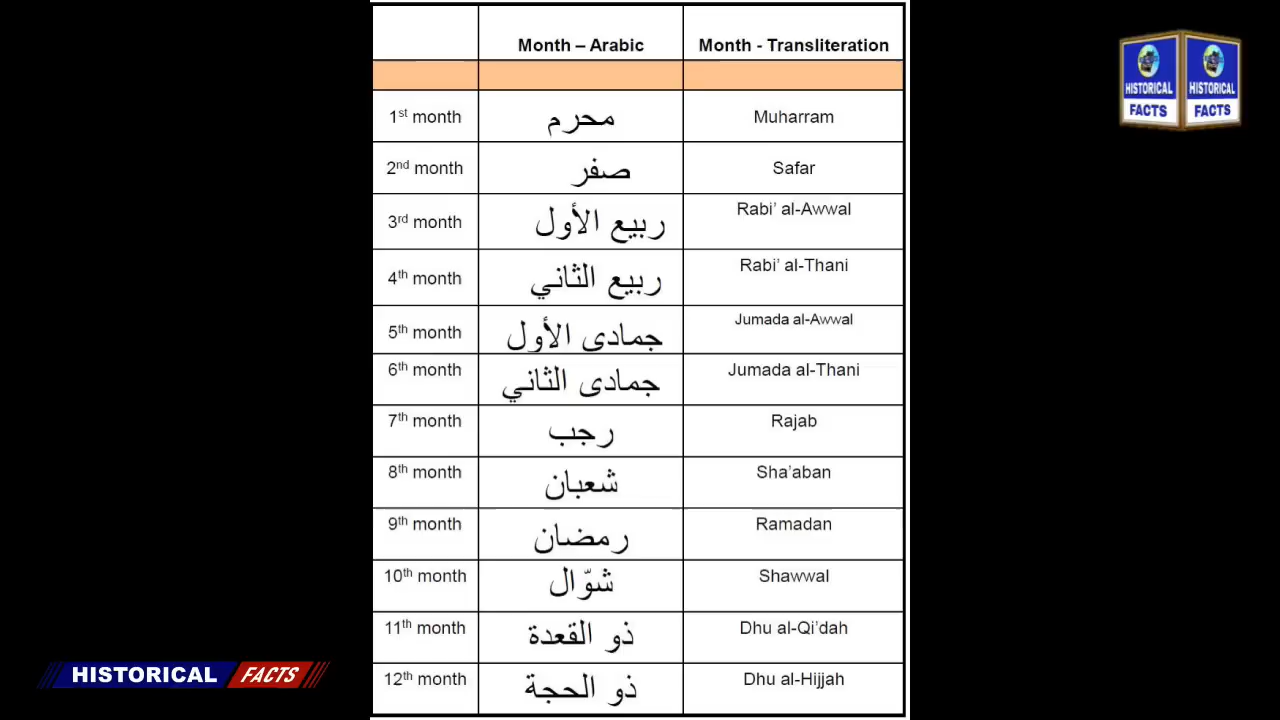 Month – Arabic Month - Transliteration
1st month محرم Muharram
2nd month صفر Safar
3rd month ربيع الأول Rabi’ al-Awwal
4th month ربيع الثاني Rabi’ al-Thani
5th month جمادى الأول Jumada al-Awwal
6th month جمادى الثاني Jumada al-Thani
7th month رجب Rajab
8th month شعبان Sha’aban
9th month رمضان Ramadan
10th month شوّال Shawwal
11th month ذو القعدة Dhu al-Qi’dah
12th month ذو الحجة Dhu al-Hijjah
HISTORICAL FACTS
HISTORICAL FACTS
HISTORICAL FACTS